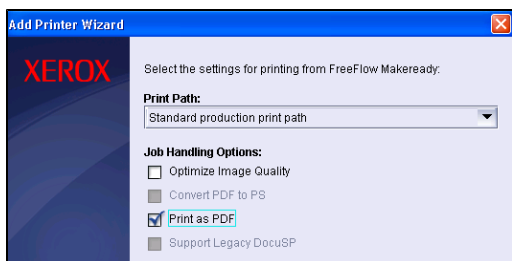 Add Printer Wizard
XEROX
Select the settings for printing from FreeFlow Makeready:
Print Path:
Standard production print path
Job Handling Options:
Optimize Image Quality
Convert PDF to PS
Print as PDF
Support Legacy DocuSP